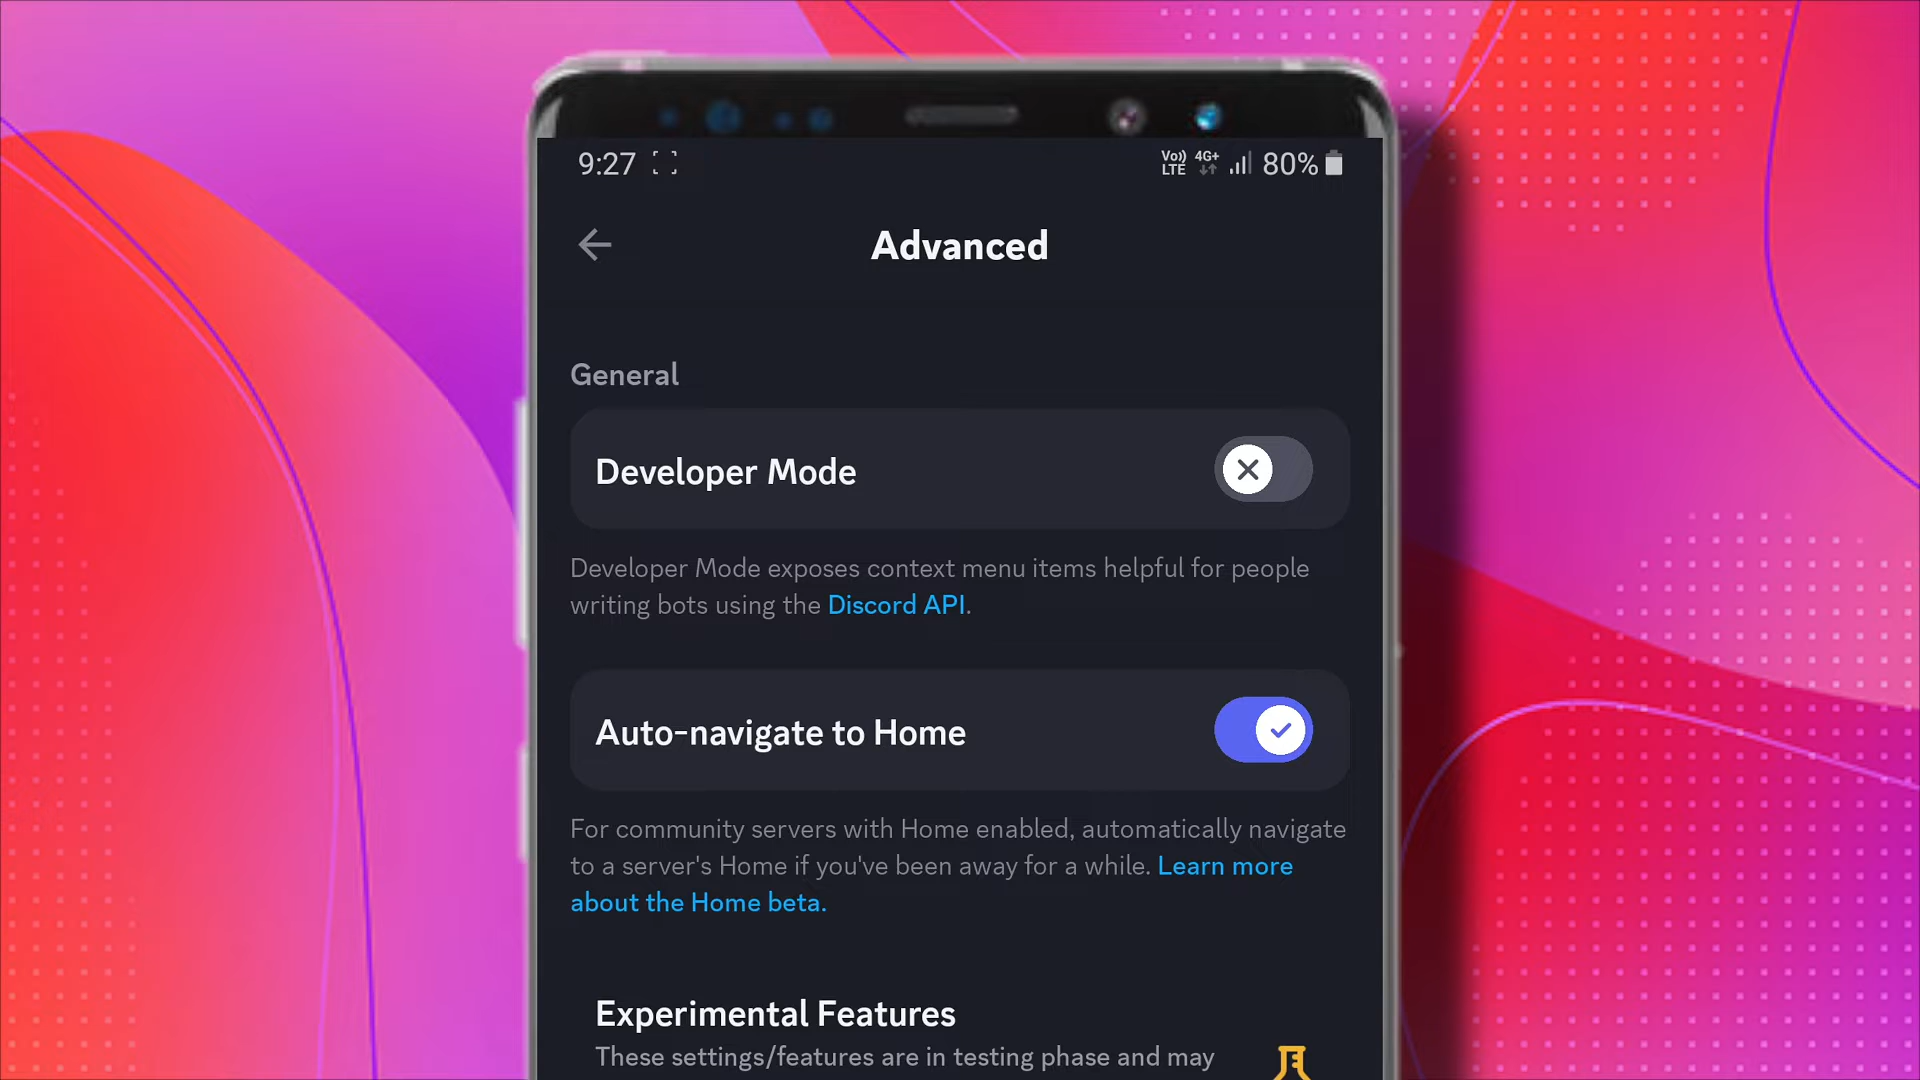 9:27 Vo)) LTE 4G+ 80%
Advanced
General
Developer Mode
Developer Mode exposes context menu items helpful for people
writing bots using the Discord API.
Auto-navigate to Home
For community servers with Home enabled, automatically navigate
to a server's Home if you've been away for a while. Learn more
about the Home beta.
Experimental Features
These settings/features are in testing phase and may